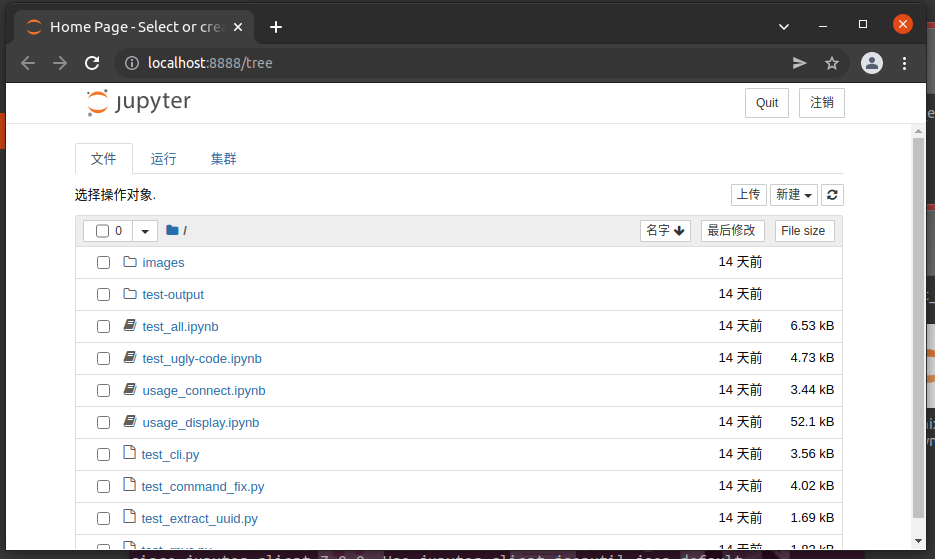 Home Page - Select or cre
localhost:8888/tree
jupyter
Quit 注销
文件 运行 集群
选择操作对象.
上传 新建
0 / 名字 最后修改 File size
images 14 天前
test-output 14 天前
test_all.ipynb 14 天前 6.53 kB
test_ugly-code.ipynb 14 天前 4.73 kB
usage_connect.ipynb 14 天前 3.44 kB
usage_display.ipynb 14 天前 52.1 kB
test_cli.py 14 天前 3.56 kB
test_command_fix.py 14 天前 4.02 kB
test_extract_uuid.py 14 天前 1.69 kB
14 天前